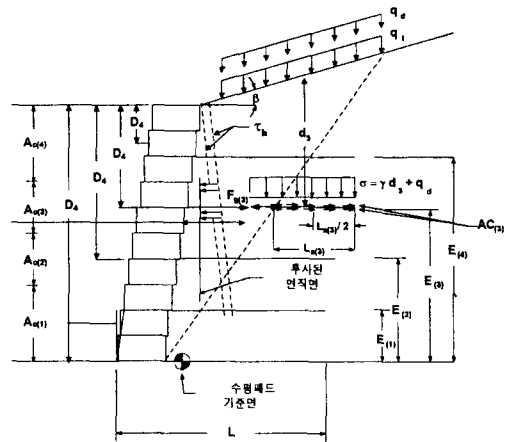 q_d
q_l
β
D_4
τ_h
d_3
A_c(4)
D_4
D_4
D_4
σ = γ d_3 + q_d
F_g(3)
A_c(3)
L_a(3)/2
AC_(3)
L_a(3)
E_(4)
E_(3)
투사된
연직면
A_c(2)
E_(2)
A_c(1)
E_(1)
수평패드
기준면
L